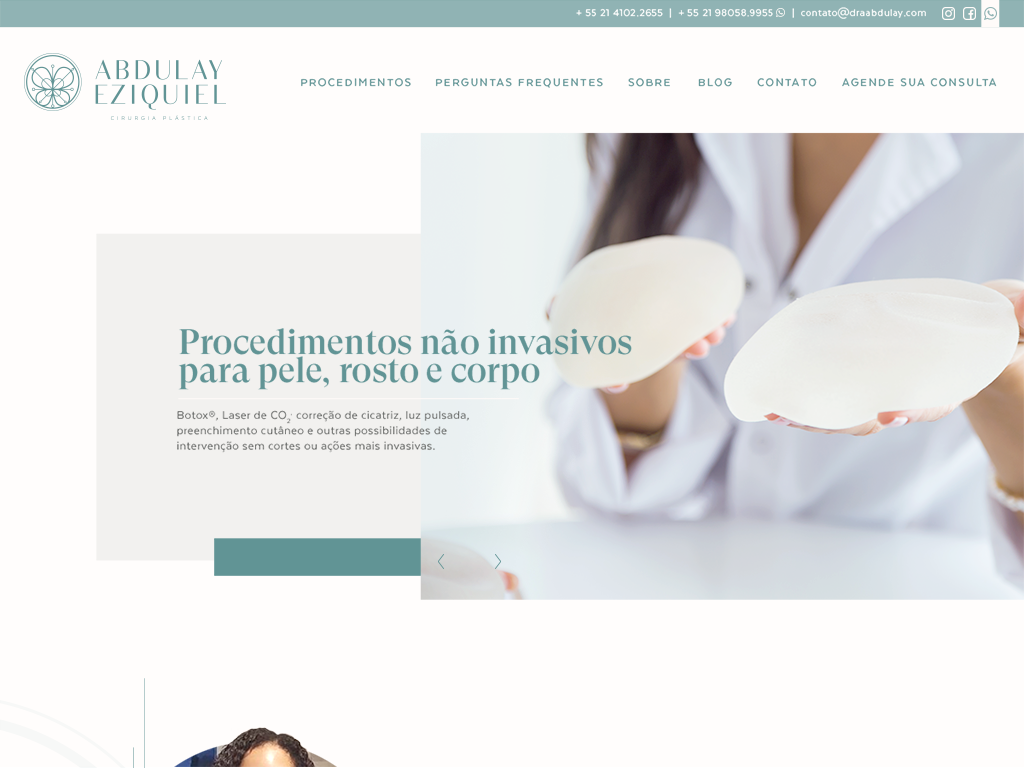 + 55 21 4102.2655 | + 55 21 98058.9955 | contato@draabdulay.com
ABDULAY
EZIQUIEL
CIRURGIA PLÁSTICA
PROCEDIMENTOS PERGUNTAS FREQUENTES SOBRE BLOG CONTATO AGENDE SUA CONSULTA
Procedimentos não invasivos
para pele, rosto e corpo
Botox®, Laser de CO2, correção de cicatriz, luz pulsada,
preenchimento cutâneo e outras possibilidades de
intervenção sem cortes ou ações mais invasivas.